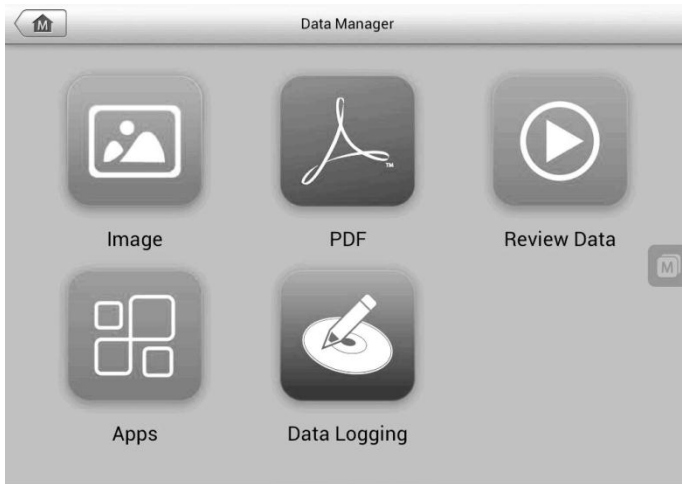 M
Data Manager
Image
PDF
Review Data
M
Apps
Data Logging